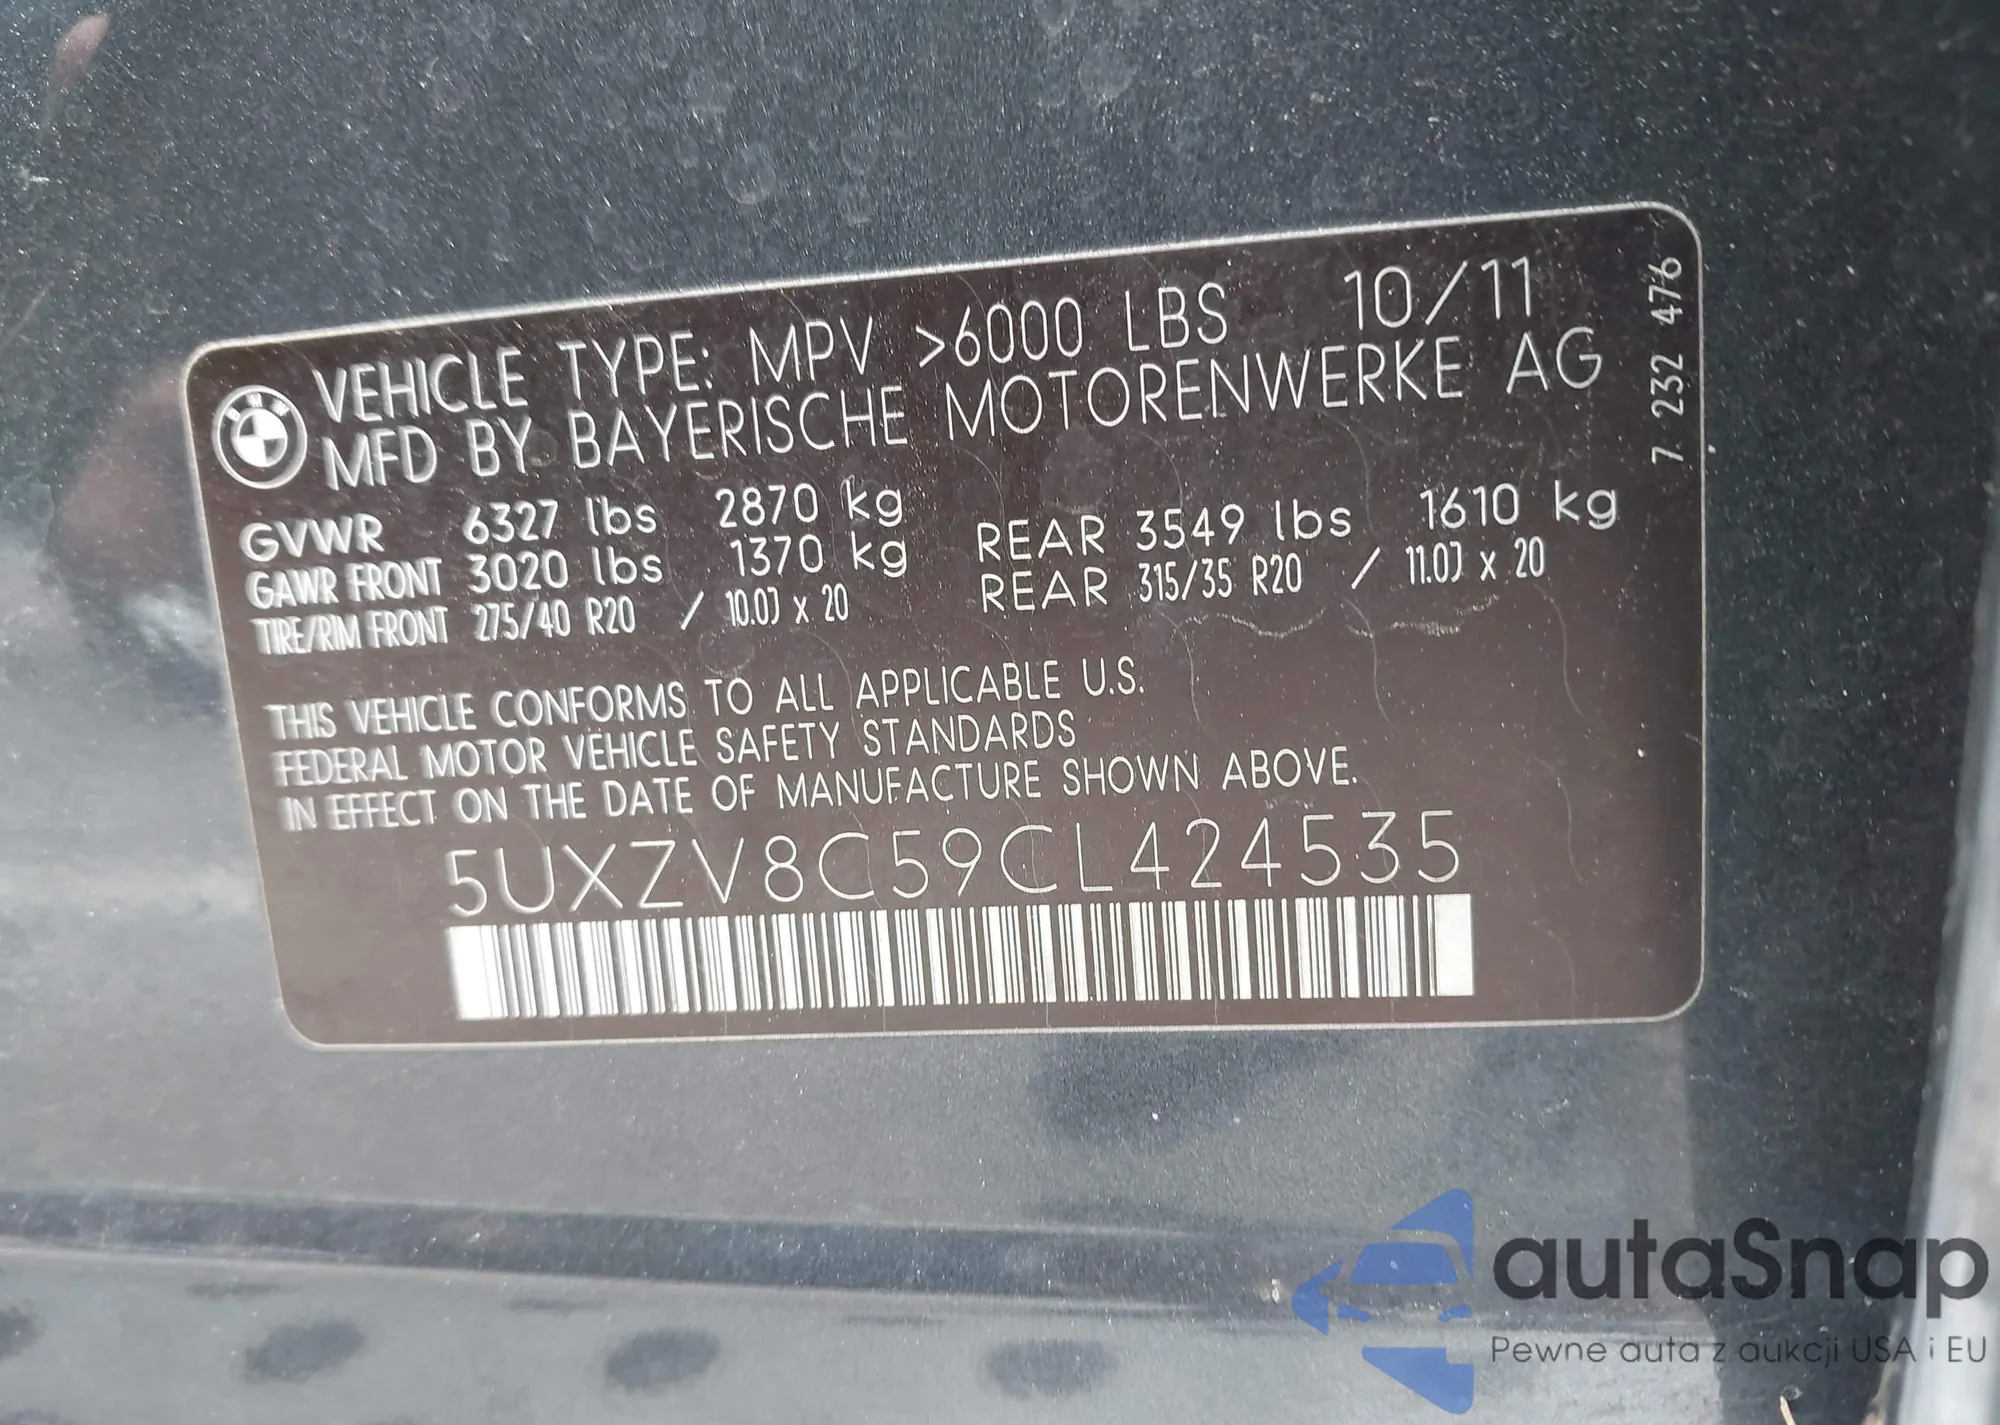 VEHICLE TYPE: MPV >6000 LBS 10/11
MFD BY BAYERISCHE MOTORENWERKE AG
GVWR 6327 lbs 2870 kg
GAWR FRONT 3020 lbs 1370 kg REAR 3549 lbs 1610 kg
TIRE/RIM FRONT 275/40 R20 / 10.0J x 20 REAR 315/35 R20 / 11.0J x 20
THIS VEHICLE CONFORMS TO ALL APPLICABLE U.S.
FEDERAL MOTOR VEHICLE SAFETY STANDARDS
IN EFFECT ON THE DATE OF MANUFACTURE SHOWN ABOVE.
5UXZV8C59CL424535
7 232 476
BMW
autaSnap
Pewne auta z aukcji USA i EU